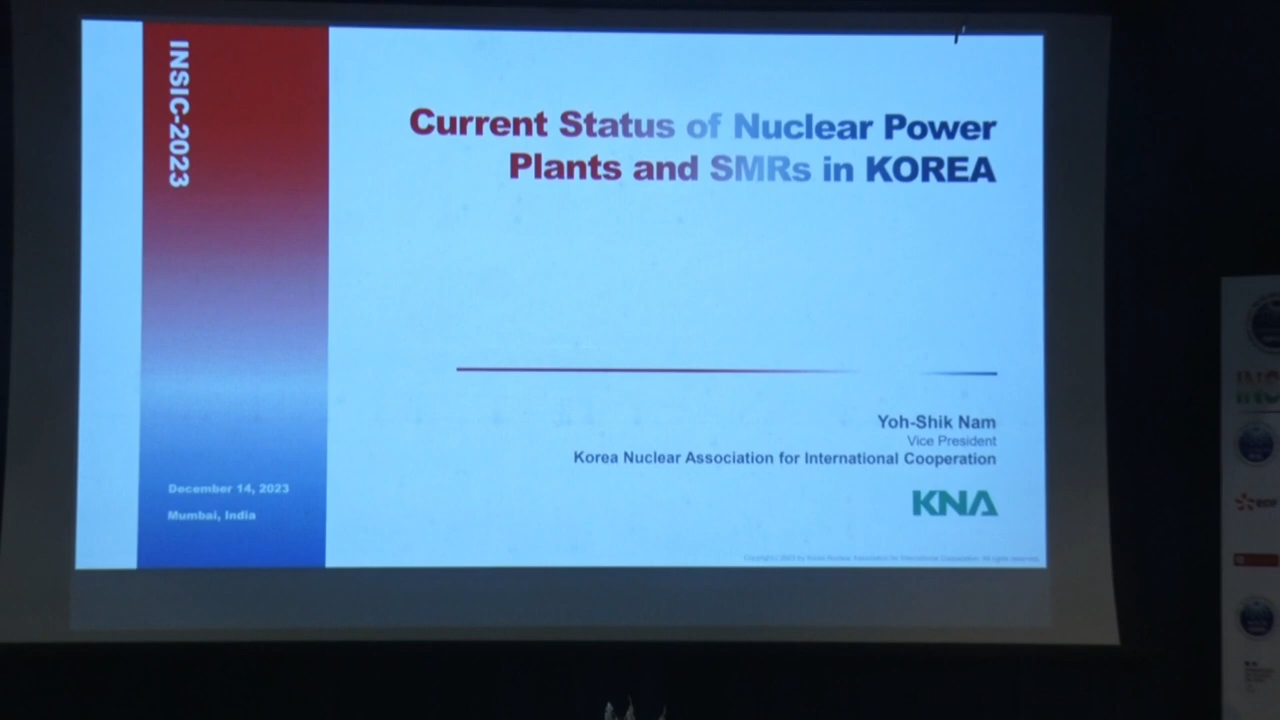 INSIC-2023
Current Status of Nuclear Power
Plants and SMRs in KOREA
Yoh-Shik Nam
Vice President
Korea Nuclear Association for International Cooperation
KNA
December 14, 2023
Mumbai, India